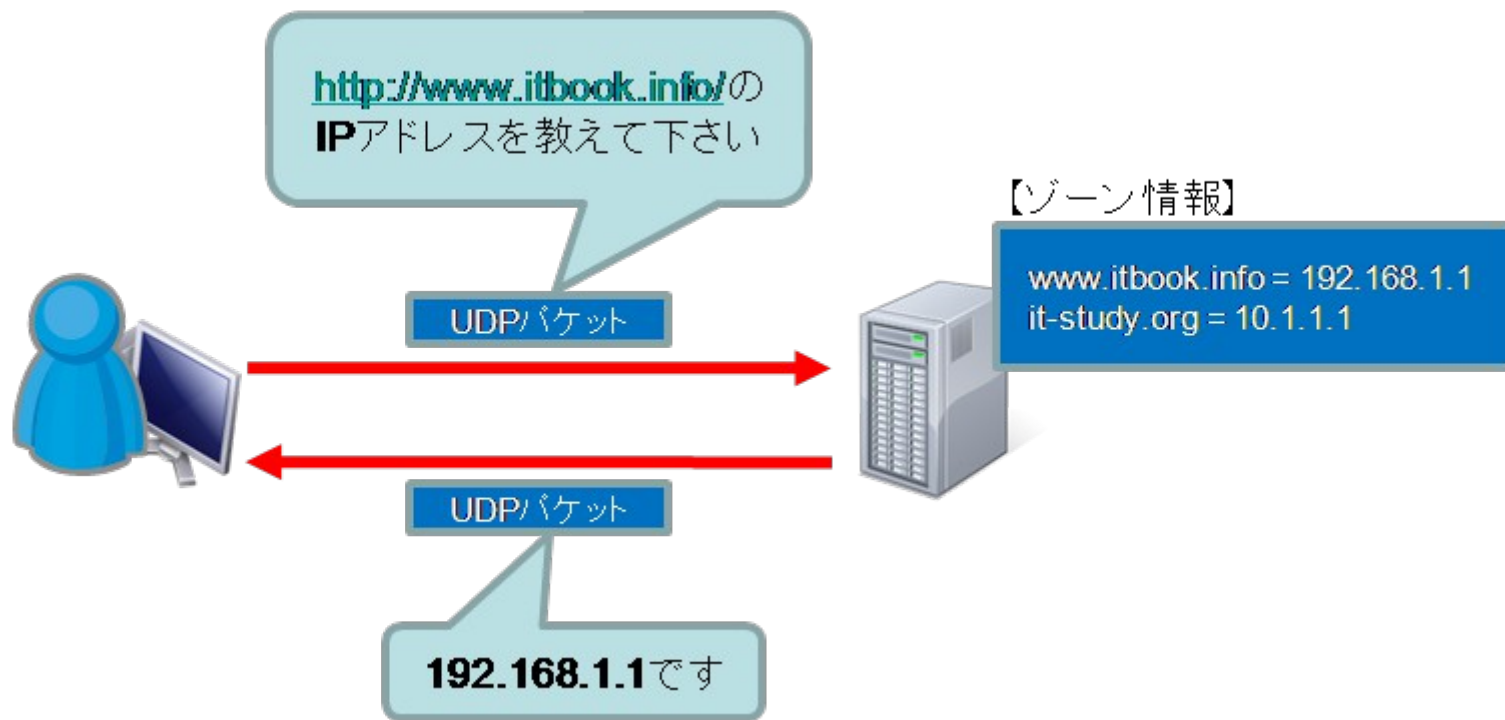 http://www.itbook.info/の
IPアドレスを教えて下さい
【ゾーン情報】
www.itbook.info = 192.168.1.1
it-study.org = 10.1.1.1
UDPパケット
UDPパケット
192.168.1.1です